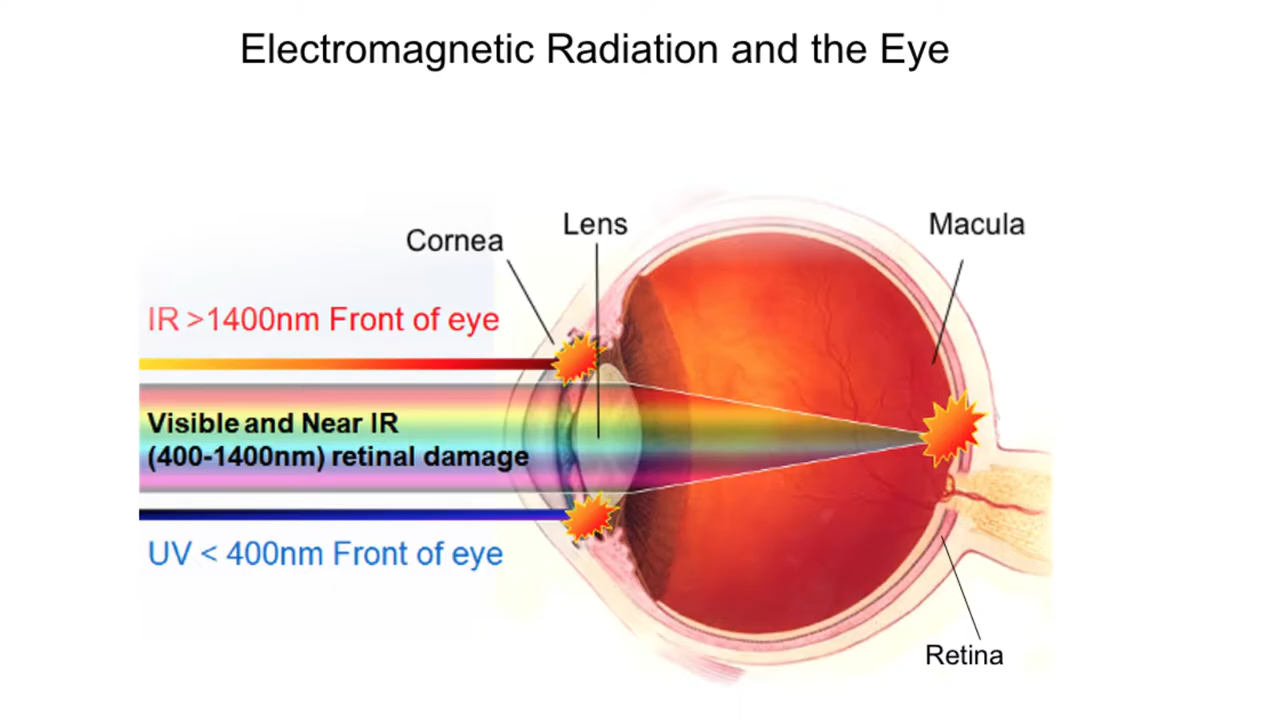 Electromagnetic Radiation and the Eye
Lens
Macula
Cornea
IR >1400nm Front of eye
Visible and Near IR
(400-1400nm) retinal damage
UV < 400nm Front of eye
Retina